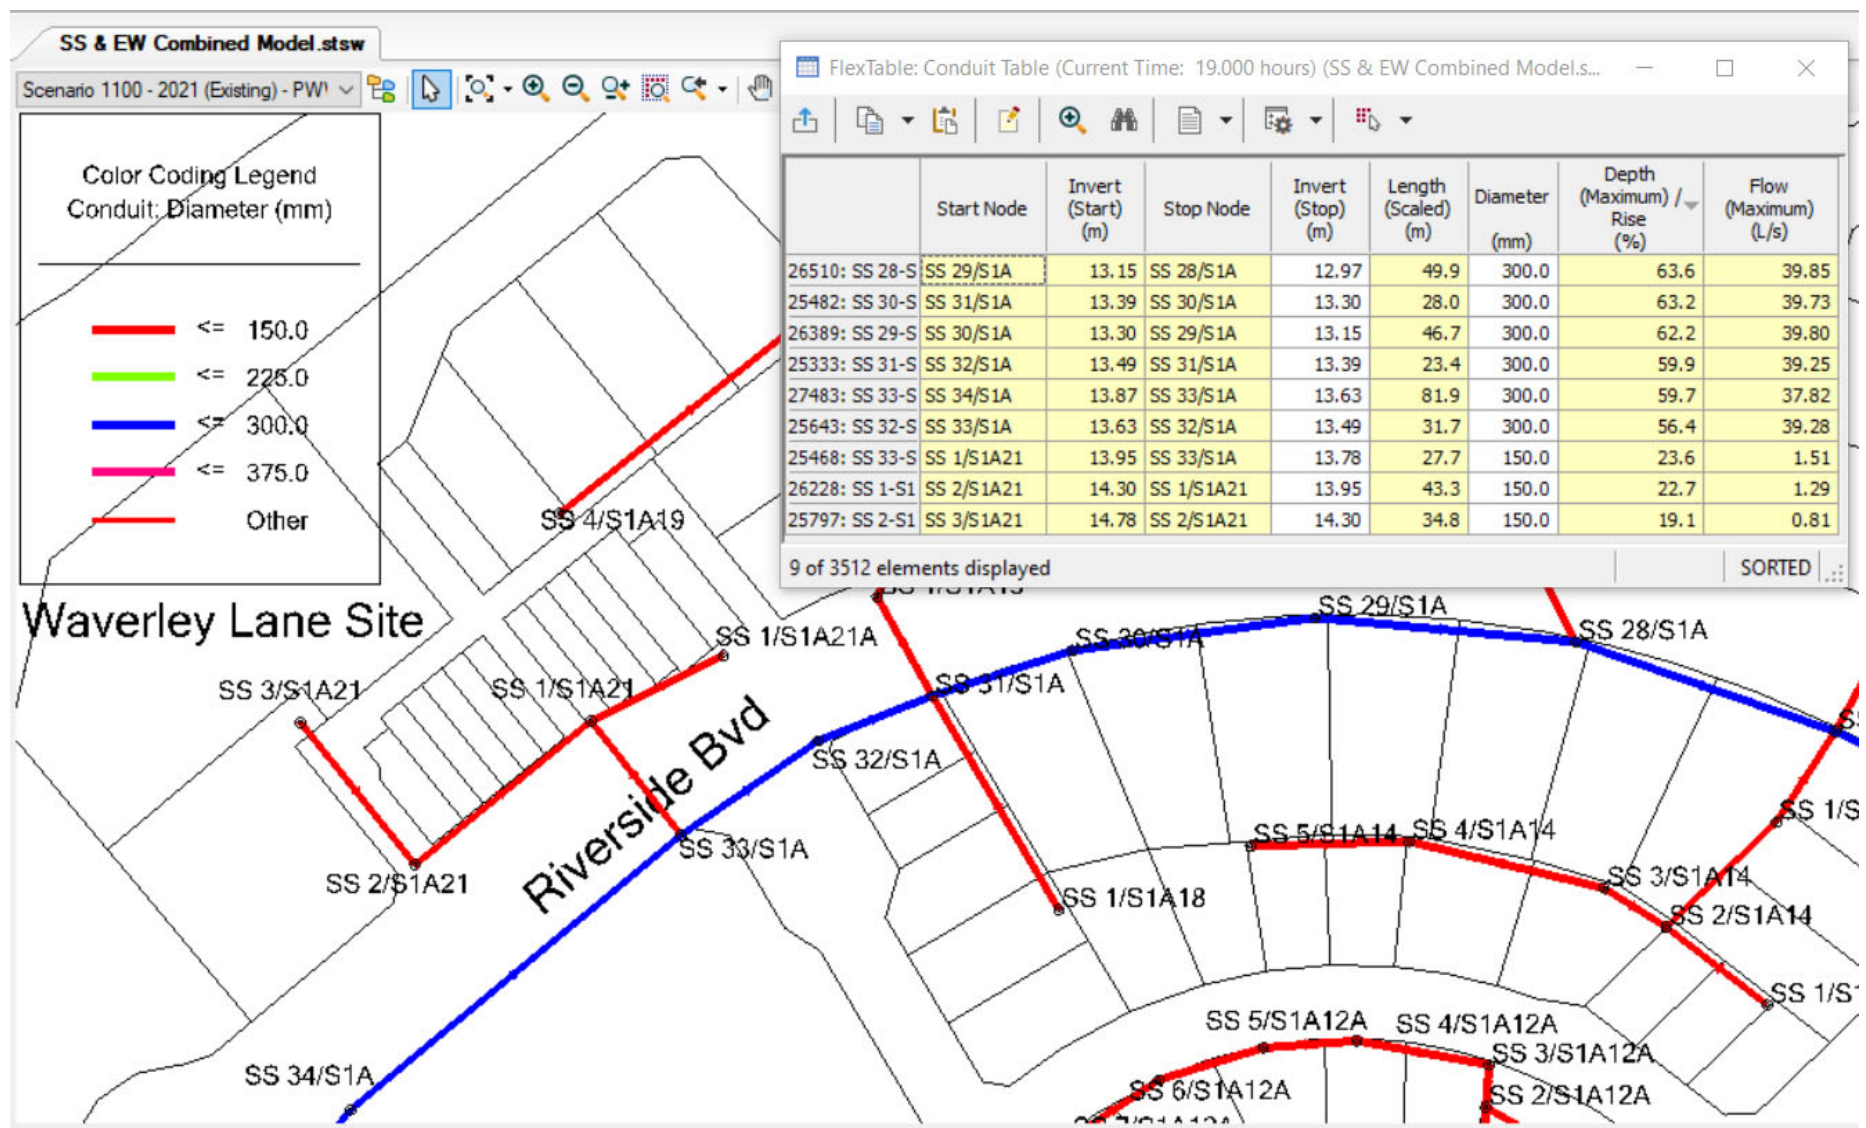 SS & EW Combined Model.stsw
Scenario 1100 - 2021 (Existing) - PW
FlexTable: Conduit Table (Current Time: 19.000 hours) (SS & EW Combined Model.s...
Color Coding Legend
Conduit: Diameter (mm)
<= 150.0
<= 225.0
<= 300.0
<= 375.0
Other
Start Node Invert (Start) (m) Stop Node Invert (Stop) (m) Length (Scaled) (m) Diameter (mm) Depth (Maximum) / Rise (%) Flow (Maximum) (L/s)
26510: SS 28-S SS 29/S1A 13.15 SS 28/S1A 12.97 49.9 300.0 63.6 39.85
25482: SS 30-S SS 31/S1A 13.39 SS 30/S1A 13.30 28.0 300.0 63.2 39.73
26389: SS 29-S SS 30/S1A 13.30 SS 29/S1A 13.15 46.7 300.0 62.2 39.80
25333: SS 31-S SS 32/S1A 13.49 SS 31/S1A 13.39 23.4 300.0 59.9 39.25
27483: SS 33-S SS 34/S1A 13.87 SS 33/S1A 13.63 81.9 300.0 59.7 37.82
25643: SS 32-S SS 33/S1A 13.63 SS 32/S1A 13.49 31.7 300.0 56.4 39.28
25468: SS 33-S SS 1/S1A21 13.95 SS 33/S1A 13.78 27.7 150.0 23.6 1.51
26228: SS 1-S1 SS 2/S1A21 14.30 SS 1/S1A21 13.95 43.3 150.0 22.7 1.29
25797: SS 2-S1 SS 3/S1A21 14.78 SS 2/S1A21 14.30 34.8 150.0 19.1 0.81
9 of 3512 elements displayed SORTED
SS 4/S1A19
Waverley Lane Site
SS 29/S1A
SS 28/S1A
SS 1/S1A21A
SS 30/S1A
SS 3/S1A21
SS 1/S1A21
SS 31/S1A
Riverside Bvd
SS 32/S1A
SS 33/S1A
SS 5/S1A14
SS 4/S1A14
SS 1/S
SS 2/S1A21
SS 3/S1A14
SS 1/S1A18
SS 2/S1A14
SS 1/S1
SS 5/S1A12A
SS 4/S1A12A
SS 3/S1A12A
SS 34/S1A
SS 6/S1A12A
SS 2/S1A12A